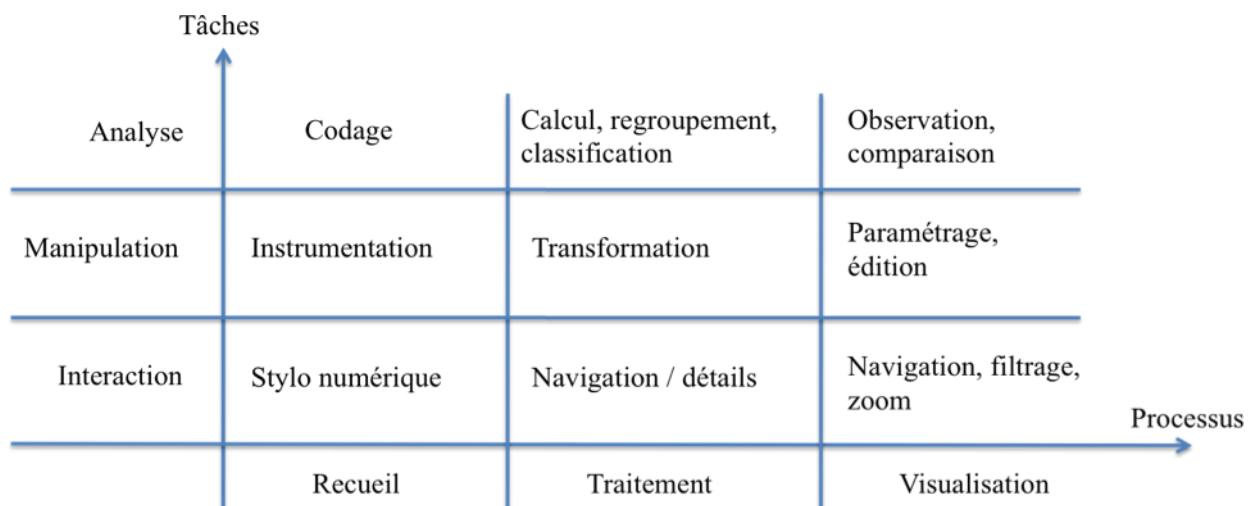 Tâches
Analyse
Codage
Calcul, regroupement,
classification
Observation,
comparaison
Manipulation
Instrumentation
Transformation
Paramétrage,
édition
Interaction
Stylo numérique
Navigation / détails
Navigation, filtrage,
zoom
Processus
Recueil
Traitement
Visualisation